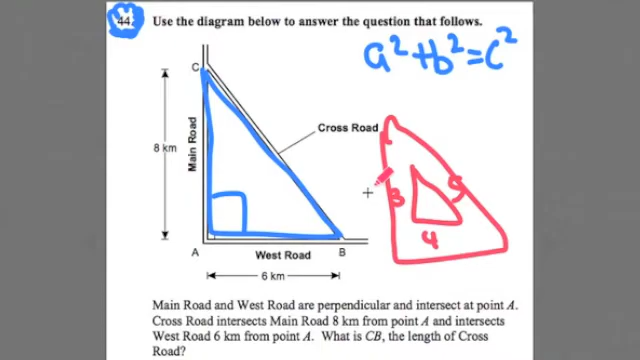 44. Use the diagram below to answer the question that follows.
a² + b² = c²
C
Cross Road
8 km
Main Road
3
5
4
A
West Road
B
6 km
Main Road and West Road are perpendicular and intersect at point A.
Cross Road intersects Main Road 8 km from point A and intersects
West Road 6 km from point A. What is CB, the length of Cross
Road?